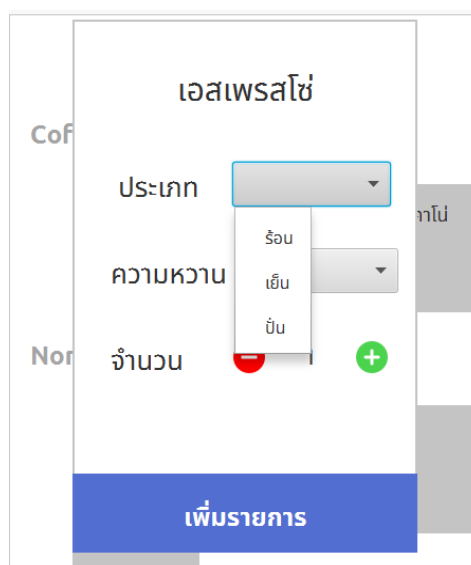 เอสเพรสโซ่
Cof
ประเภท
าโน่
ร้อน
ความหวาน
เย็น
ปั่น
Nor
จำนวน
เพิ่มรายการ